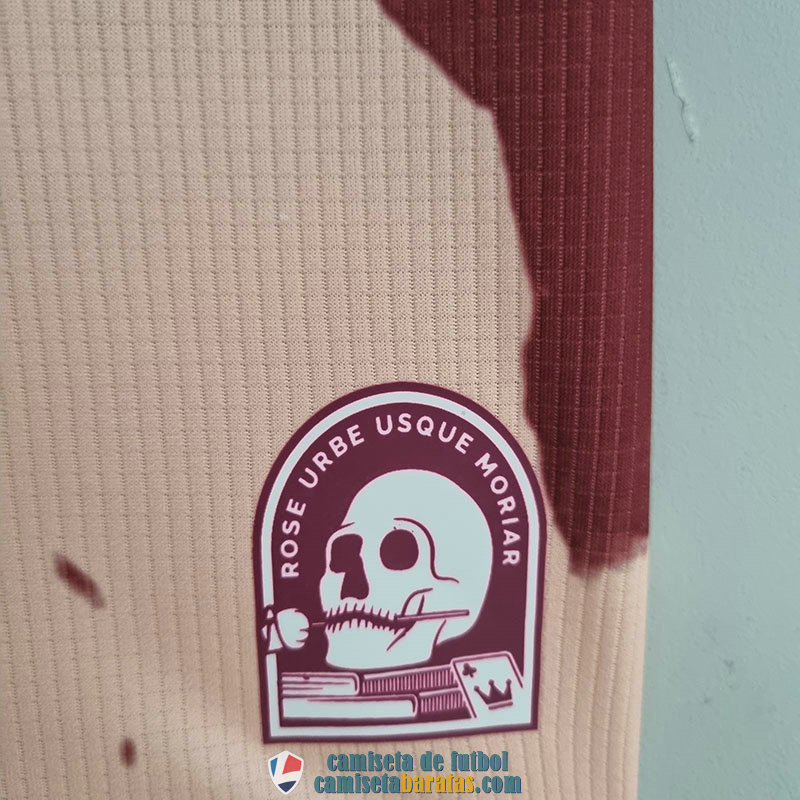 ROSE URBE USQUE MORIAR
camiseta de futbol
camisetabaratas.com